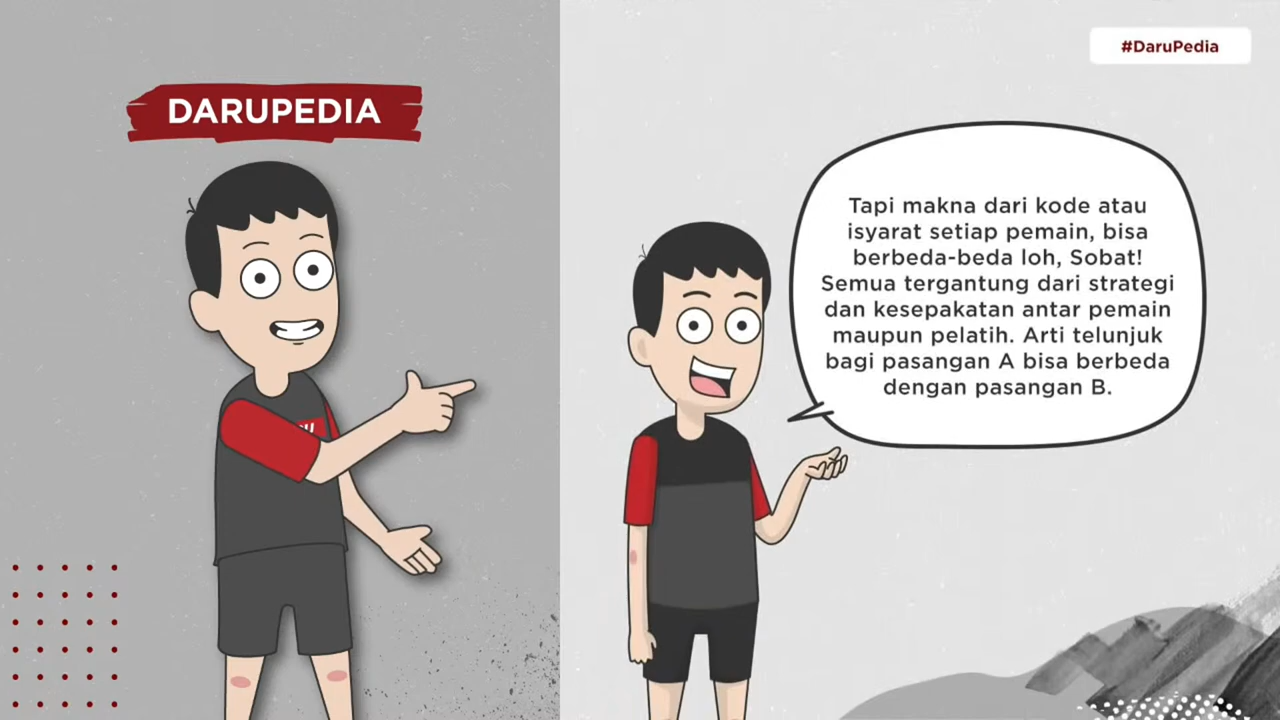 DARUPEDIA
#DaruPedia
Tapi makna dari kode atau
isyarat setiap pemain, bisa
berbeda-beda loh, Sobat!
Semua tergantung dari strategi
dan kesepakatan antar pemain
maupun pelatih. Arti telunjuk
bagi pasangan A bisa berbeda
dengan pasangan B.